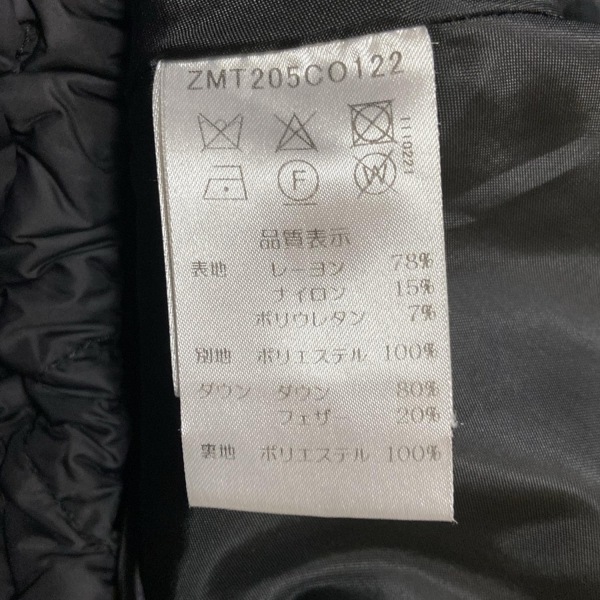 ZMT205CO122
1110221
F
W
品質表示
表地 レーヨン 78%
ナイロン 15%
ポリウレタン 7%
別地 ポリエステル 100%
ダウン ダウン 80%
フェザー 20%
裏地 ポリエステル 100%